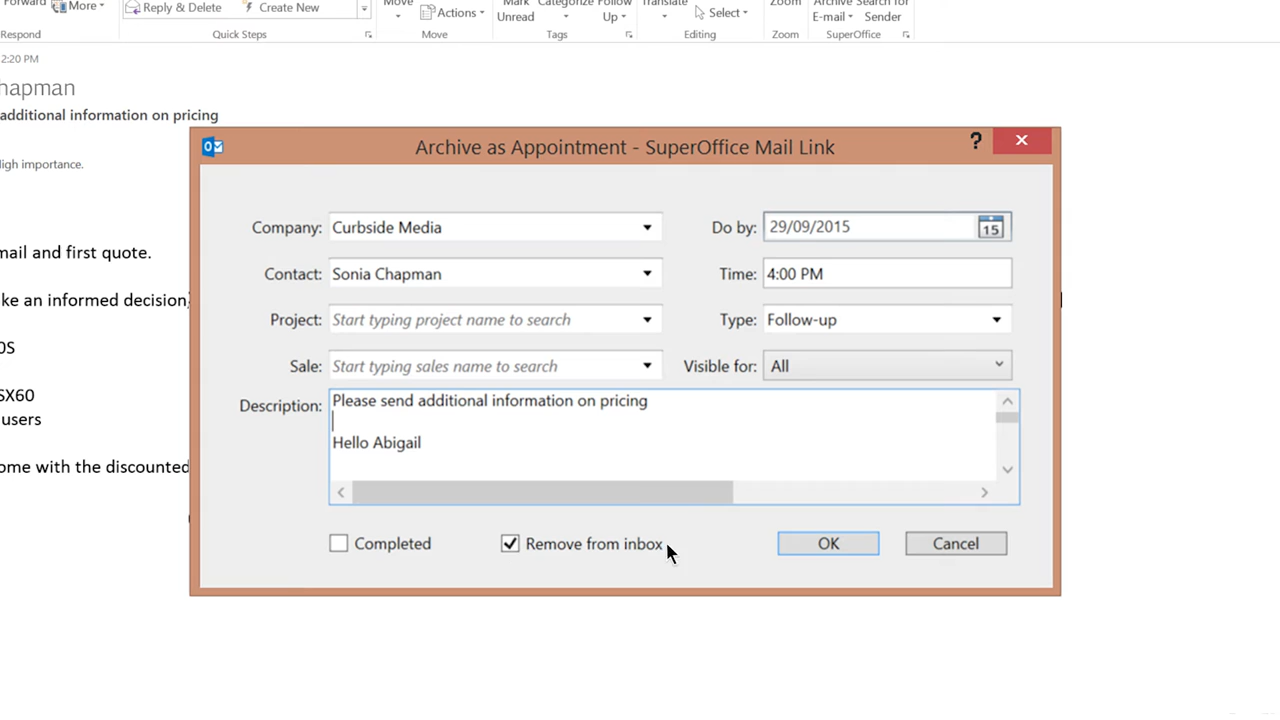 Forward
More
Reply & Delete
Create New
Move
Actions
Mark Unread
Categorize
Follow Up
Translate
Select
Zoom
Archive E-mail
Search for Sender
Respond
Quick Steps
Move
Tags
Editing
Zoom
SuperOffice
2:20 PM
hapman
additional information on pricing
High importance.
mail and first quote.
ke an informed decision
0S
SX60
users
ome with the discounted
Archive as Appointment - SuperOffice Mail Link
?
Company: Curbside Media
Do by: 29/09/2015
15
Contact: Sonia Chapman
Time: 4:00 PM
Project: Start typing project name to search
Type: Follow-up
Sale: Start typing sales name to search
Visible for: All
Description: Please send additional information on pricing
Hello Abigail
Completed
Remove from inbox
OK
Cancel